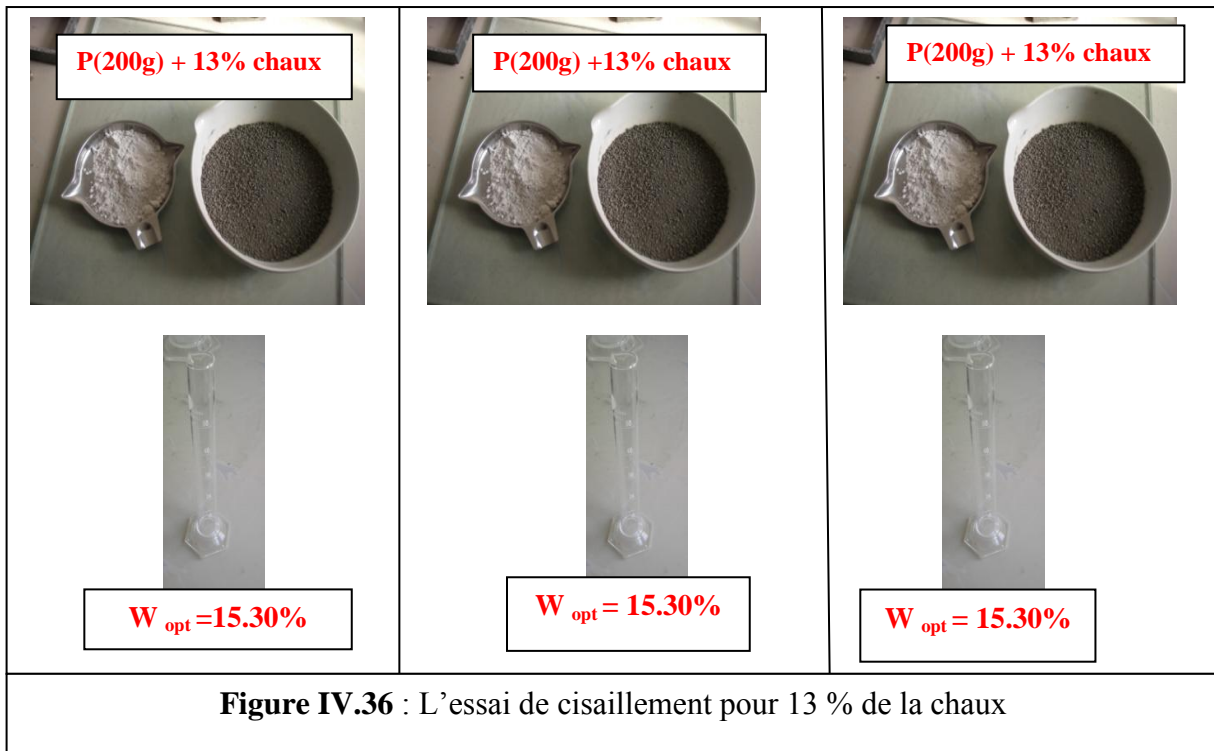 P(200g) + 13% chaux
P(200g) +13% chaux
P(200g) + 13% chaux
W opt =15.30%
W opt = 15.30%
W opt = 15.30%
Figure IV.36 : L’essai de cisaillement pour 13 % de la chaux